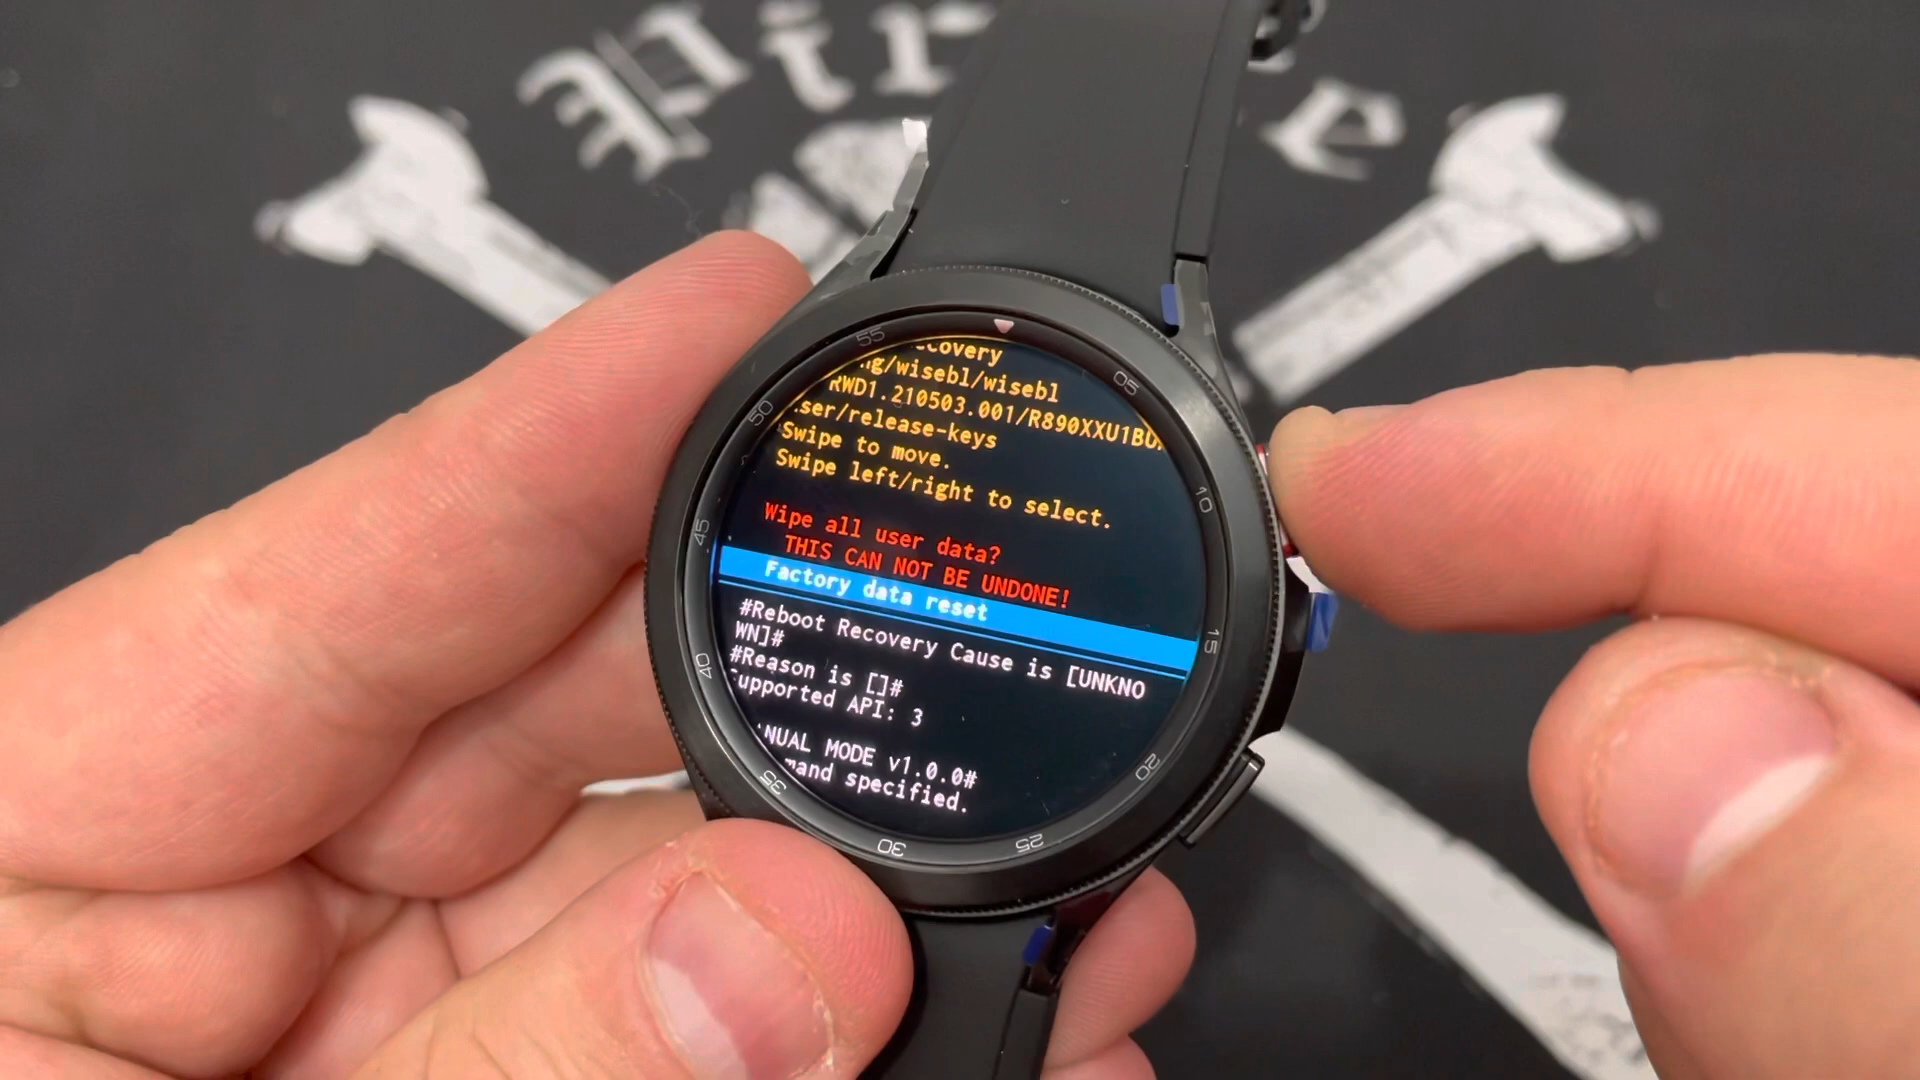 55
05
50
10
45
15
40
20
35
25
30
ng/wisebl/wisebl
RWD1.210503.001/R890XXU1BU
ser/release-keys
Swipe to move.
Swipe left/right to select.
Wipe all user data?
THIS CAN NOT BE UNDONE!
Factory data reset
#Reboot Recovery Cause is [UNKNO
WN]#
#Reason is []#
upported API: 3
NUAL MODE v1.0.0#
mand specified.